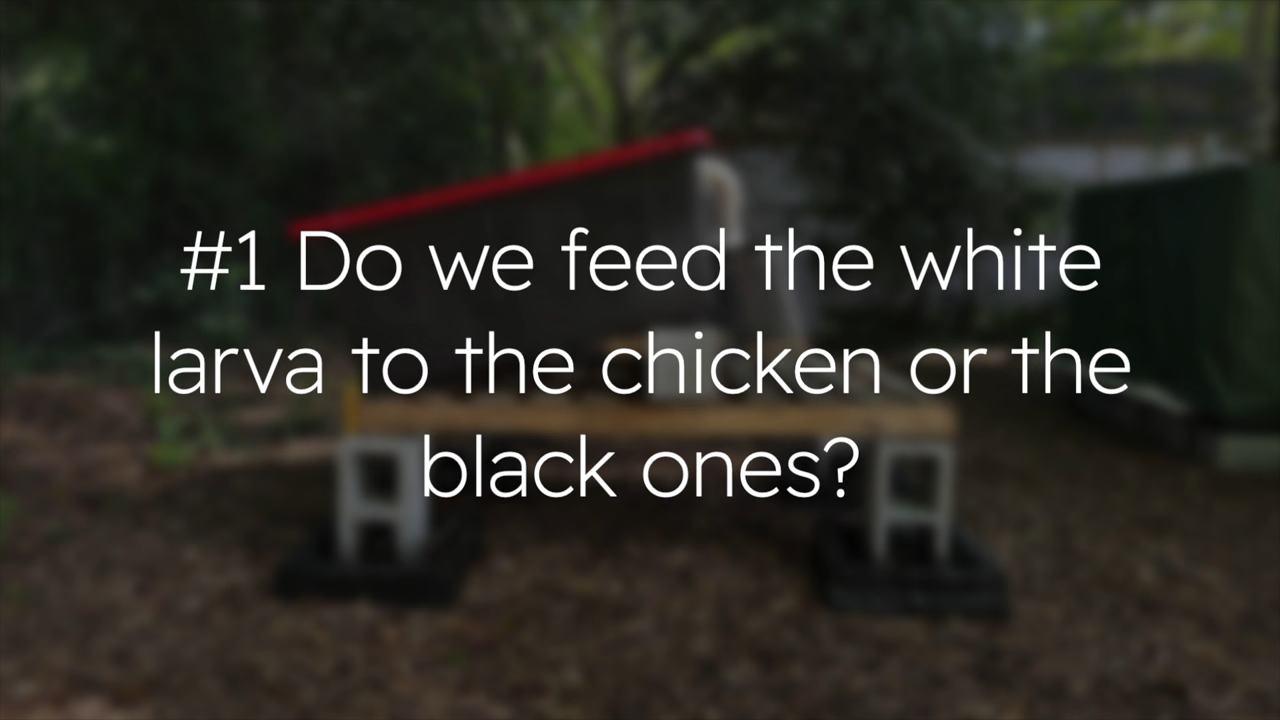 #1 Do we feed the white
larva to the chicken or the
black ones?